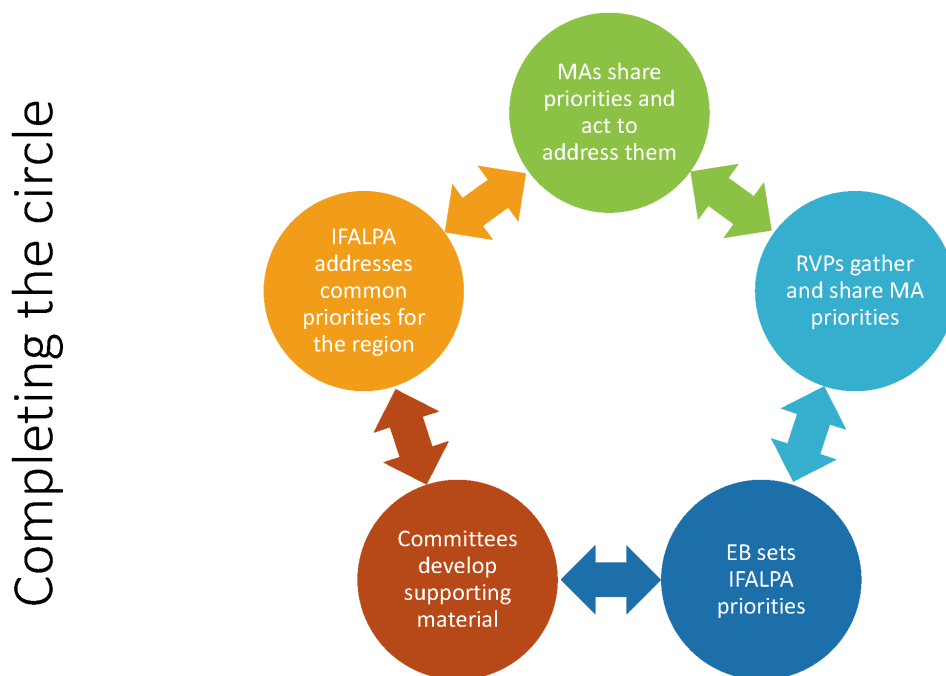 Completing the circle
MAs share
priorities and
act to
address them
RVPs gather
and share MA
priorities
EB sets
IFALPA
priorities
Committees
develop
supporting
material
IFALPA
addresses
common
priorities for
the region